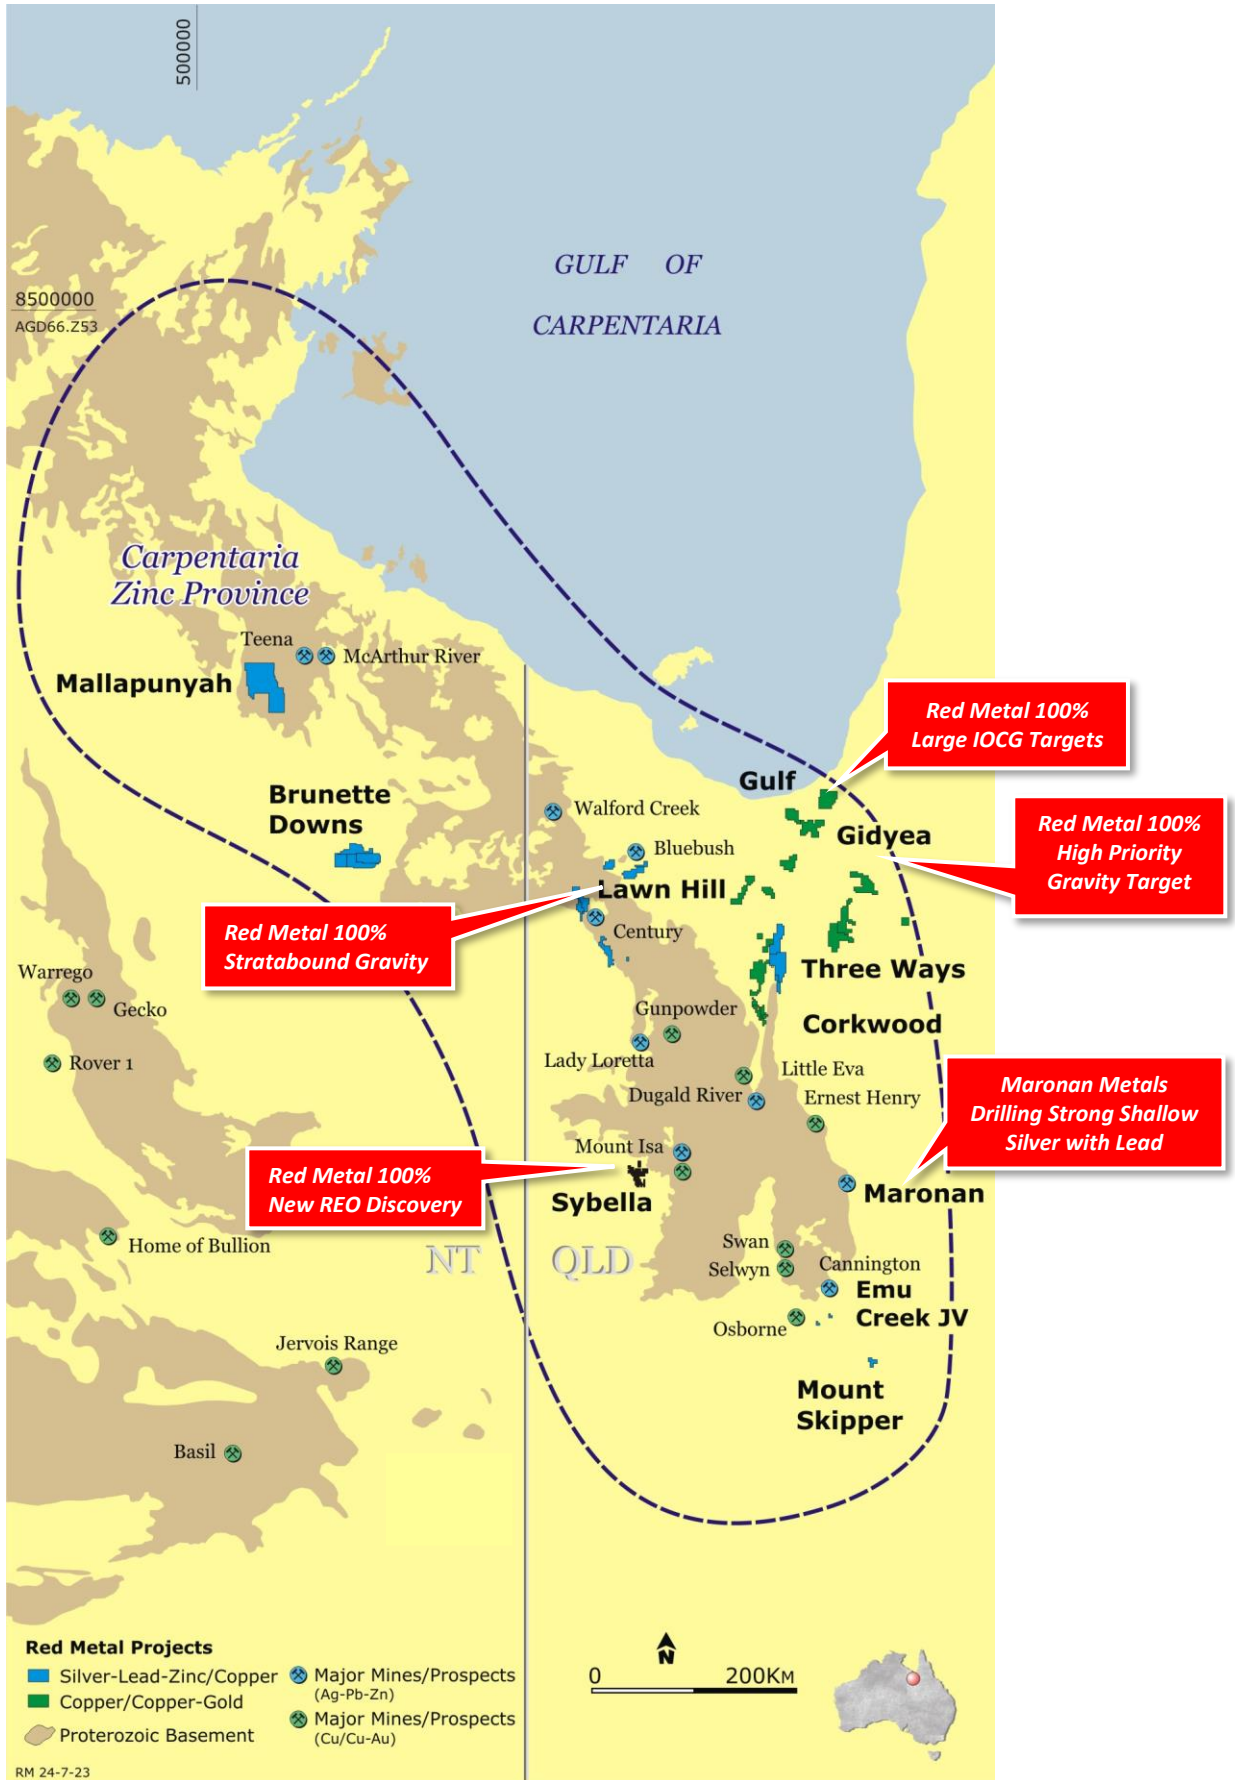 500000
GULF OF
CARPENTARIA
8500000
AGD66.Z53
Carpentaria
Zinc Province
Teena
McArthur River
Mallapunyah
Red Metal 100%
Large IOCG Targets
Gulf
Brunette
Downs
Walford Creek
Gidyea
Red Metal 100%
High Priority
Gravity Target
Bluebush
Lawn Hill
Red Metal 100%
Stratabound Gravity
Century
Three Ways
Warrego
Gecko
Gunpowder
Corkwood
Rover 1
Lady Loretta
Little Eva
Dugald River
Ernest Henry
Maronan Metals
Drilling Strong Shallow
Silver with Lead
Mount Isa
Red Metal 100%
New REO Discovery
Sybella
Maronan
Home of Bullion
NT
QLD
Swan
Selwyn
Cannington
Emu
Creek JV
Osborne
Jervois Range
Mount
Skipper
Basil
Red Metal Projects
Silver-Lead-Zinc/Copper
Copper/Copper-Gold
Proterozoic Basement
Major Mines/Prospects
(Ag-Pb-Zn)
Major Mines/Prospects
(Cu/Cu-Au)
N
0 200KM
RM 24-7-23